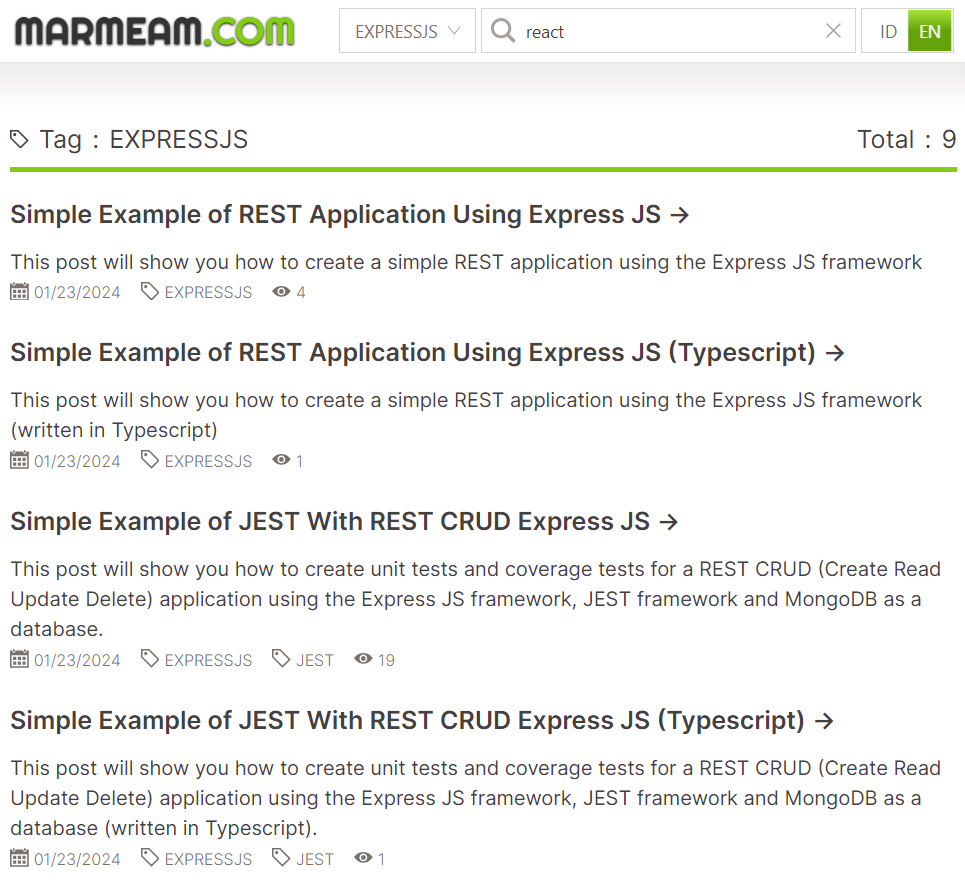 MARMEAM.COM EXPRESSJS react ID EN
Tag : EXPRESSJS Total : 9
Simple Example of REST Application Using Express JS →
This post will show you how to create a simple REST application using the Express JS framework
01/23/2024 EXPRESSJS 4
Simple Example of REST Application Using Express JS (Typescript) →
This post will show you how to create a simple REST application using the Express JS framework
(written in Typescript)
01/23/2024 EXPRESSJS 1
Simple Example of JEST With REST CRUD Express JS →
This post will show you how to create unit tests and coverage tests for a REST CRUD (Create Read
Update Delete) application using the Express JS framework, JEST framework and MongoDB as a
database.
01/23/2024 EXPRESSJS JEST 19
Simple Example of JEST With REST CRUD Express JS (Typescript) →
This post will show you how to create unit tests and coverage tests for a REST CRUD (Create Read
Update Delete) application using the Express JS framework, JEST framework and MongoDB as a
database (written in Typescript).
01/23/2024 EXPRESSJS JEST 1